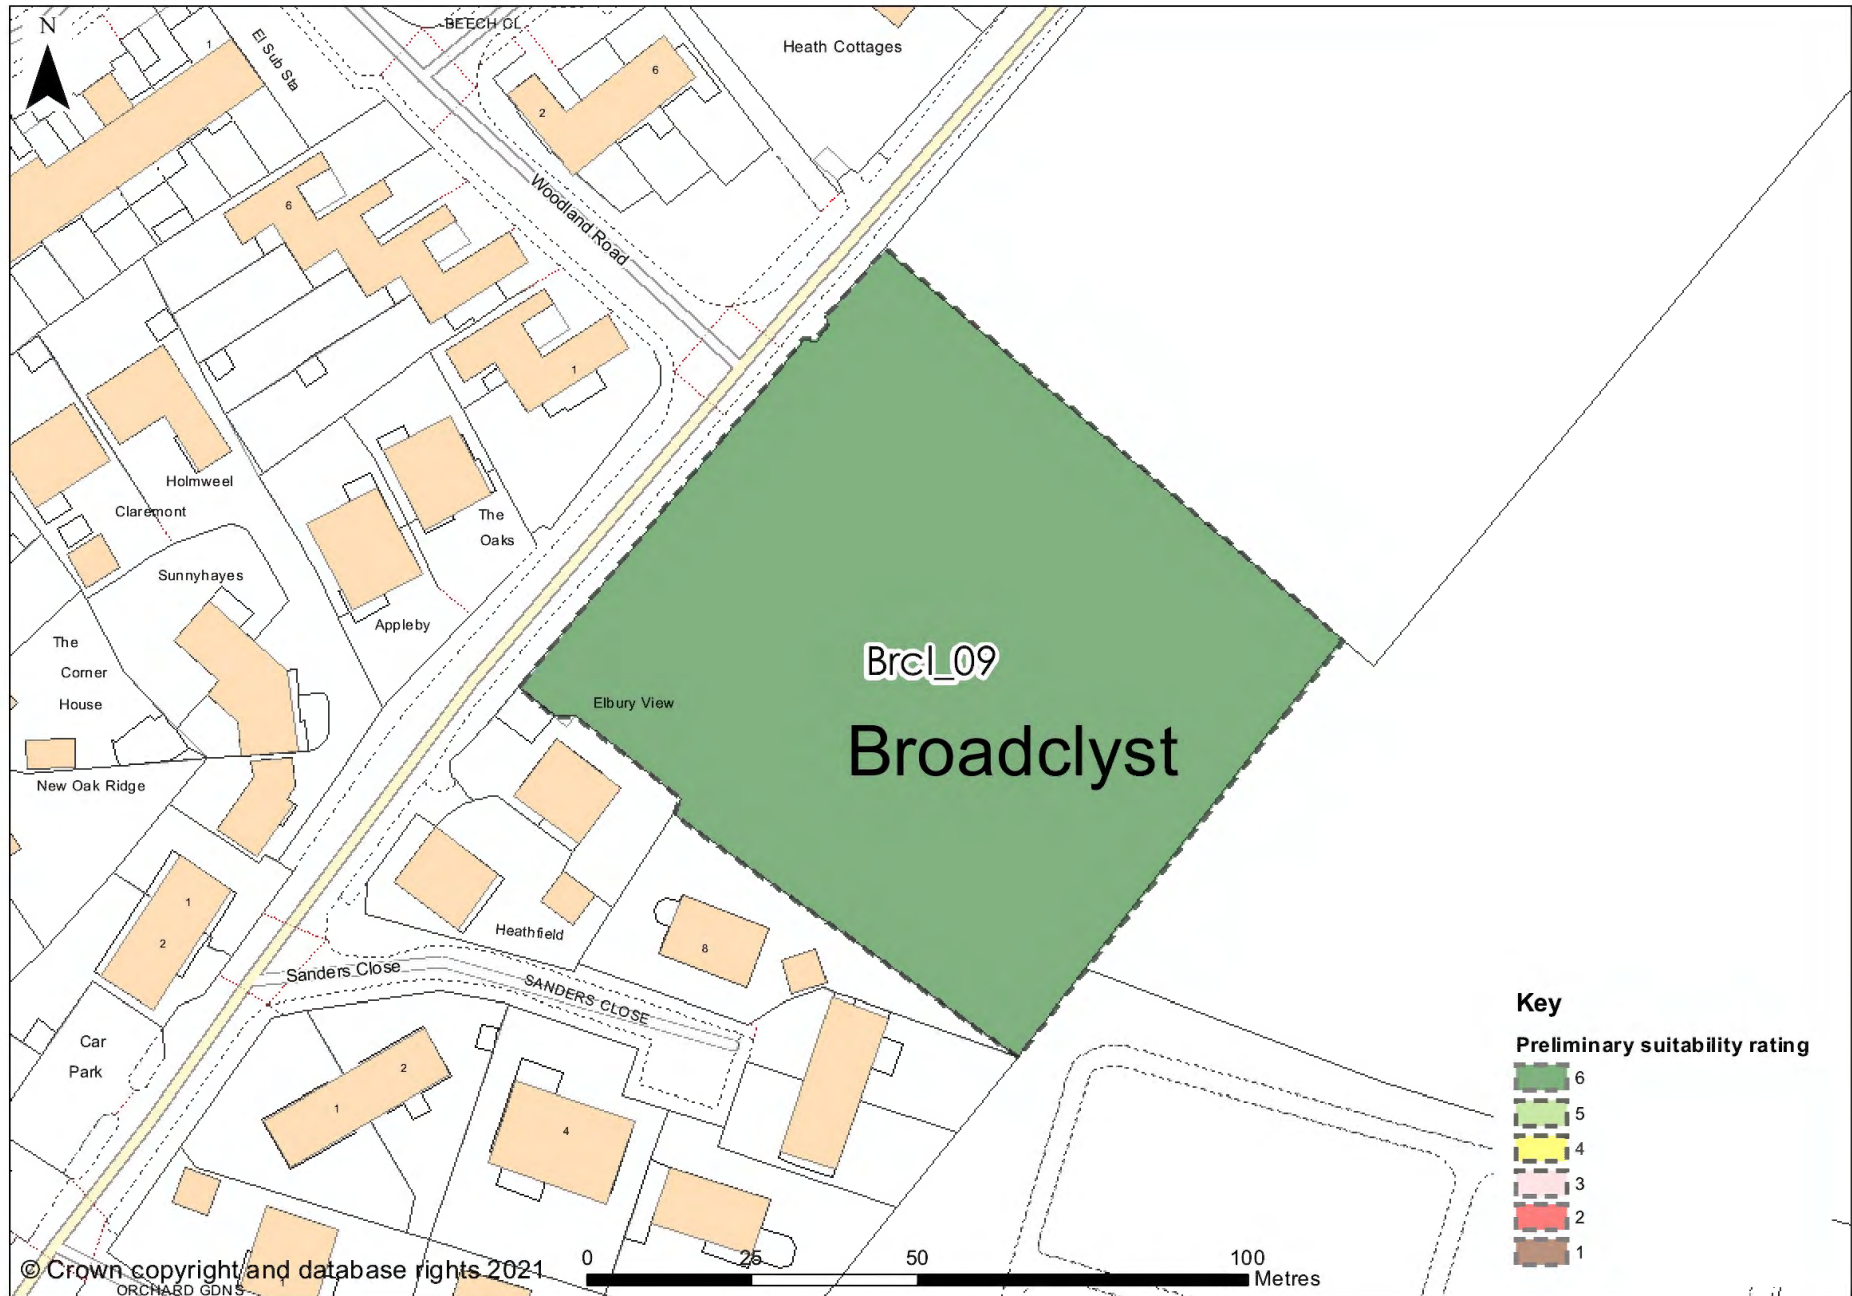 N
BEECH CL
El Sub Sta
Heath Cottages
1
6
2
6
Woodland Road
1
Holmweel
Claremont
The
Oaks
Sunnyhayes
Appleby
The
Corner
House
Brcl_09
Elbury View
Broadclyst
New Oak Ridge
1
2
Heathfield
8
Sanders Close
SANDERS CLOSE
Car
Park
2
1
4
1
Key
Preliminary suitability rating
6
5
4
3
2
1
© Crown copyright and database rights 2021
ORCHARD GDNS
0 25 50 100
Metres